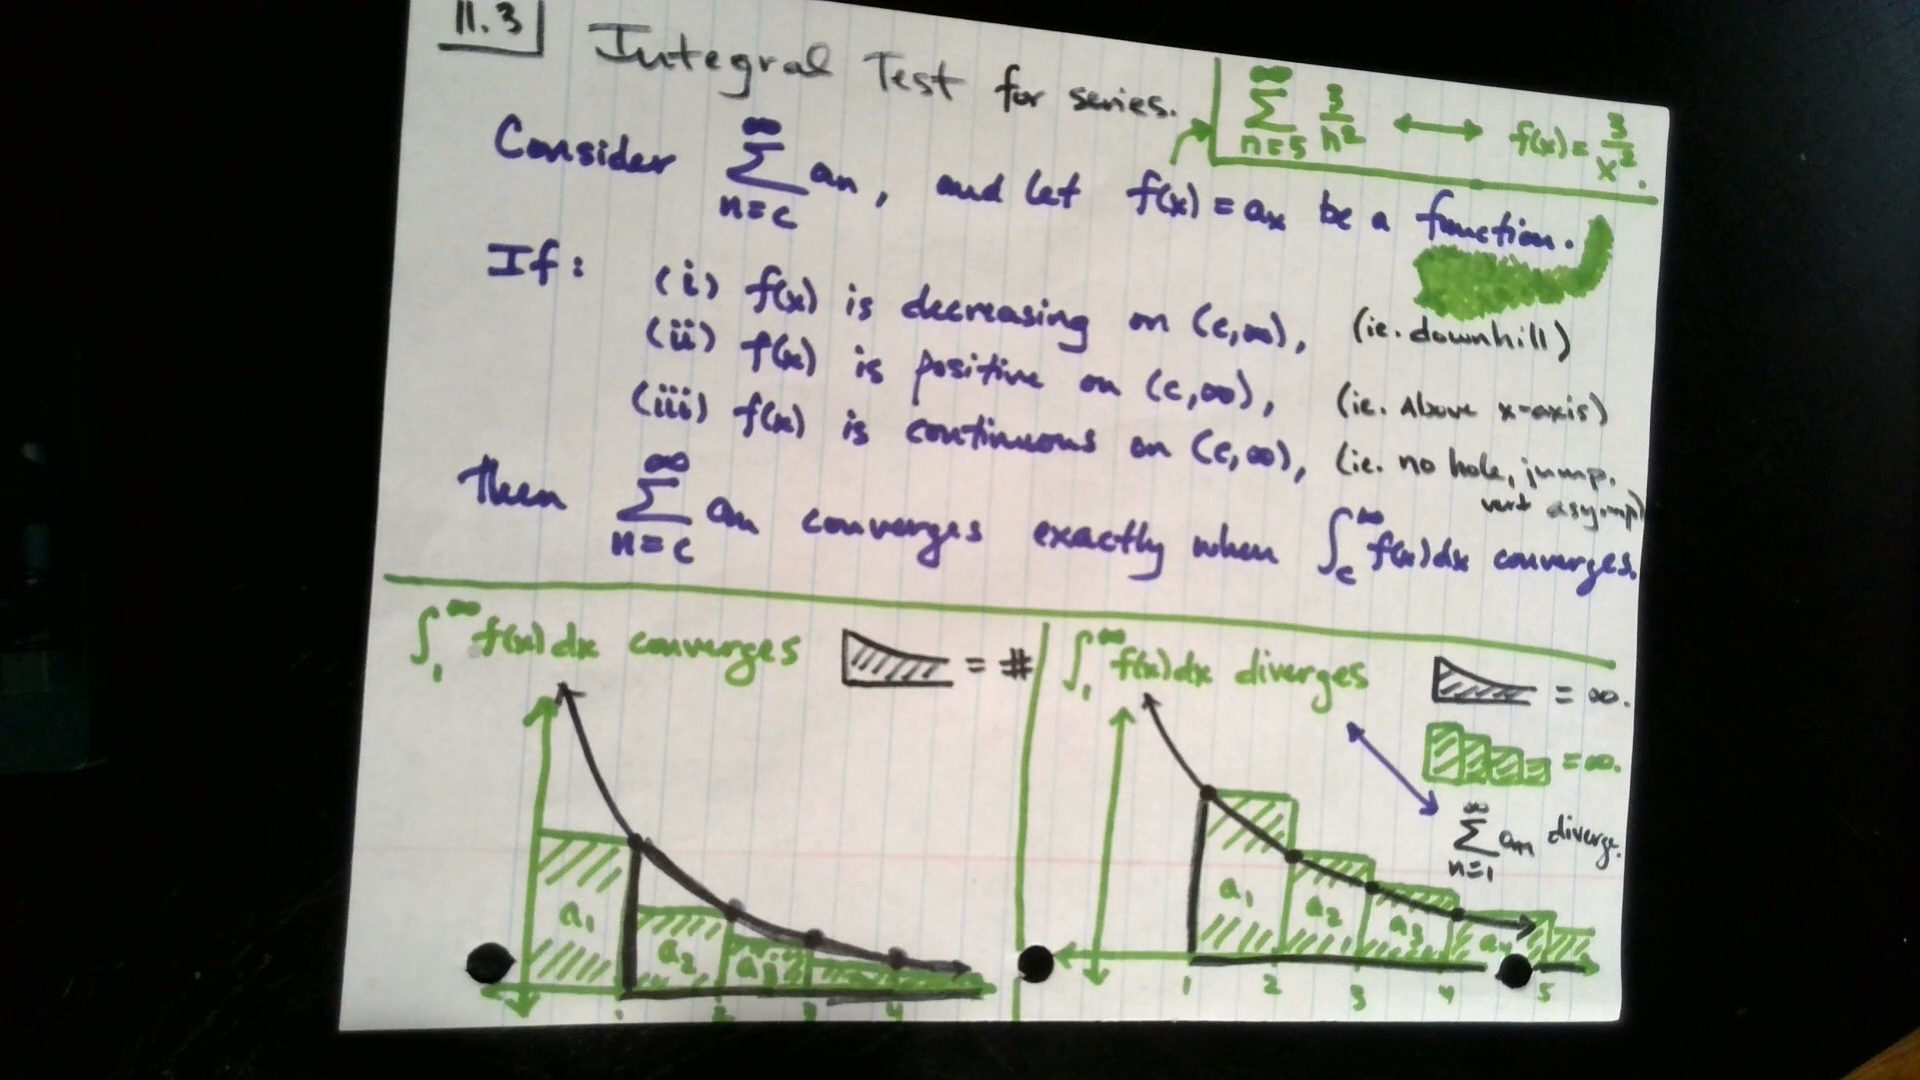 11.3 Integral Test for series.
∞ ∑ n=5 3/n² ↔ f(x)=3/x².
Consider ∞ ∑ n=c an, and let f(x)=ax be a function.
If: (i) f(x) is decreasing on (c,∞), (ie. downhill)
(ii) f(x) is positive on (c,∞), (ie. Above x-axis)
(iii) f(x) is continuous on (c,∞), (ie. no hole, jump,
vert asymp)
Then ∞ ∑ n=c an converges exactly when ∫c^∞ f(x)dx converges.
∫1^∞ f(x)dx converges = #
a1
a2
a3
1 2 3 4
∫1^∞ f(x)dx diverges = ∞.
= ∞.
∞ ∑ n=1 an diverge.
a1
a2
a3
a4
1 2 3 4 5